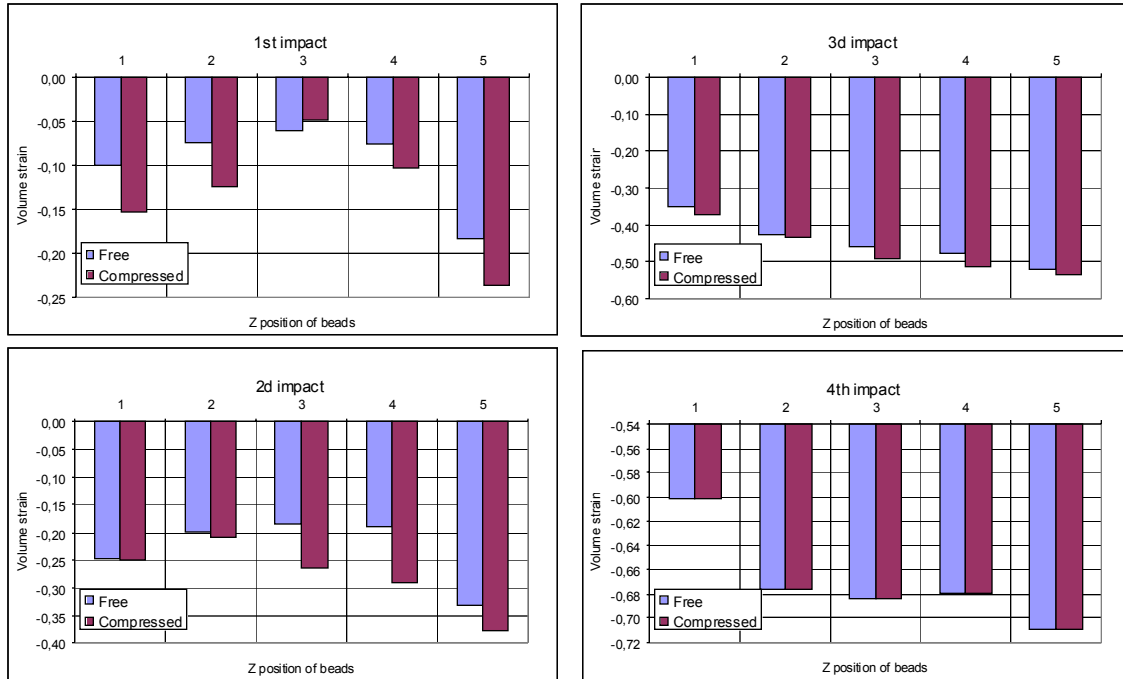 1st impact
1 2 3 4 5
0,00
-0,05
-0,10
-0,15
-0,20
-0,25
Volume strain
Free
Compressed
Z position of beads
3d impact
1 2 3 4 5
0,00
-0,10
-0,20
-0,30
-0,40
-0,50
-0,60
Volume strain
Free
Compressed
Z position of beads
2d impact
1 2 3 4 5
0,00
-0,05
-0,10
-0,15
-0,20
-0,25
-0,30
-0,35
-0,40
Volume strain
Free
Compressed
Z position of beads
4th impact
1 2 3 4 5
-0,54
-0,56
-0,58
-0,60
-0,62
-0,64
-0,66
-0,68
-0,70
-0,72
Volume strain
Free
Compressed
Z position of beads